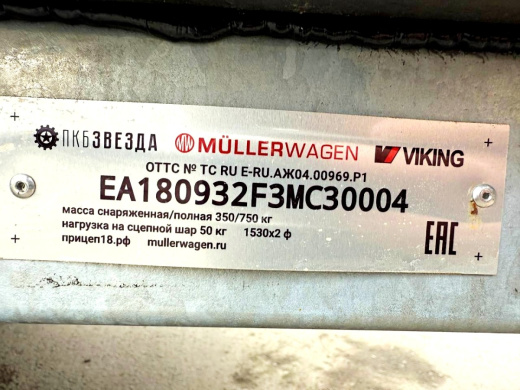 ПКБЗВЕЗДА MW MÜLLERWAGEN VIKING
ОТТС № ТС RU Е-RU.АЖ04.00969.Р1
EA180932F3MC30004
масса снаряженная/полная 350/750 кг
нагрузка на сцепной шар 50 кг 1530х2 ф
прицеп18.рф mullerwagen.ru
ЕАС